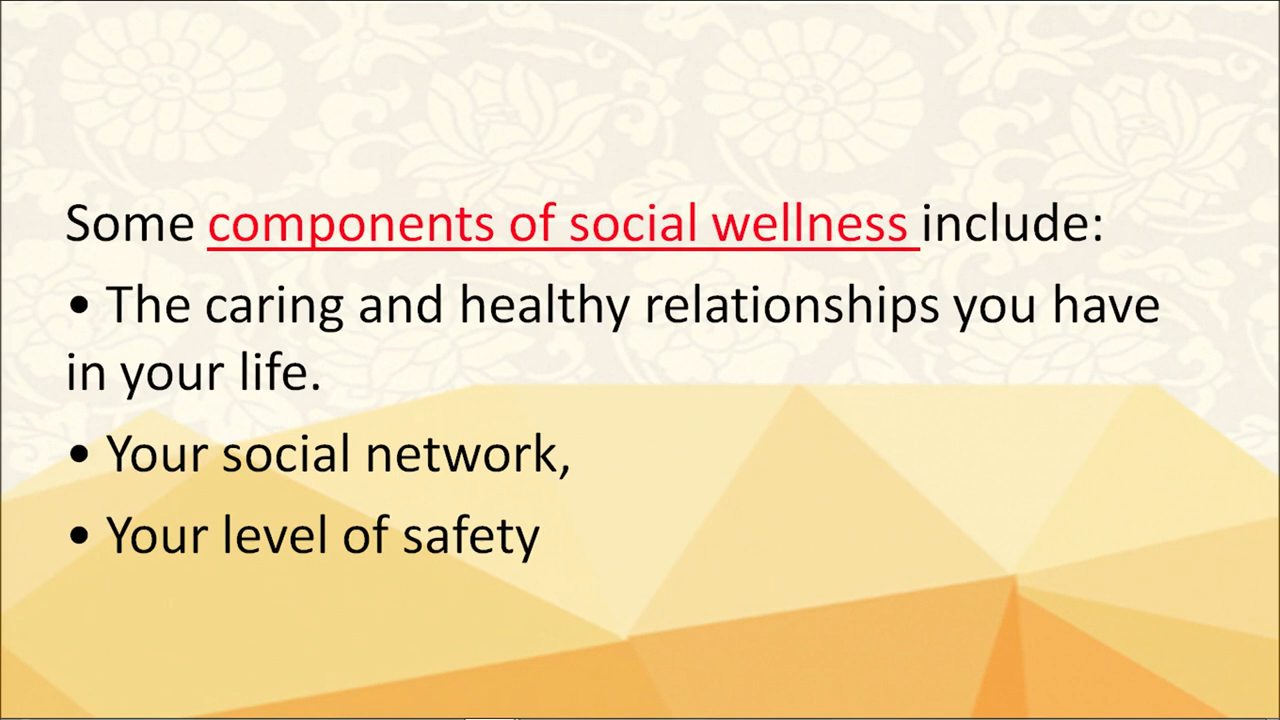 Some components of social wellness include:
• The caring and healthy relationships you have
in your life.
• Your social network,
• Your level of safety